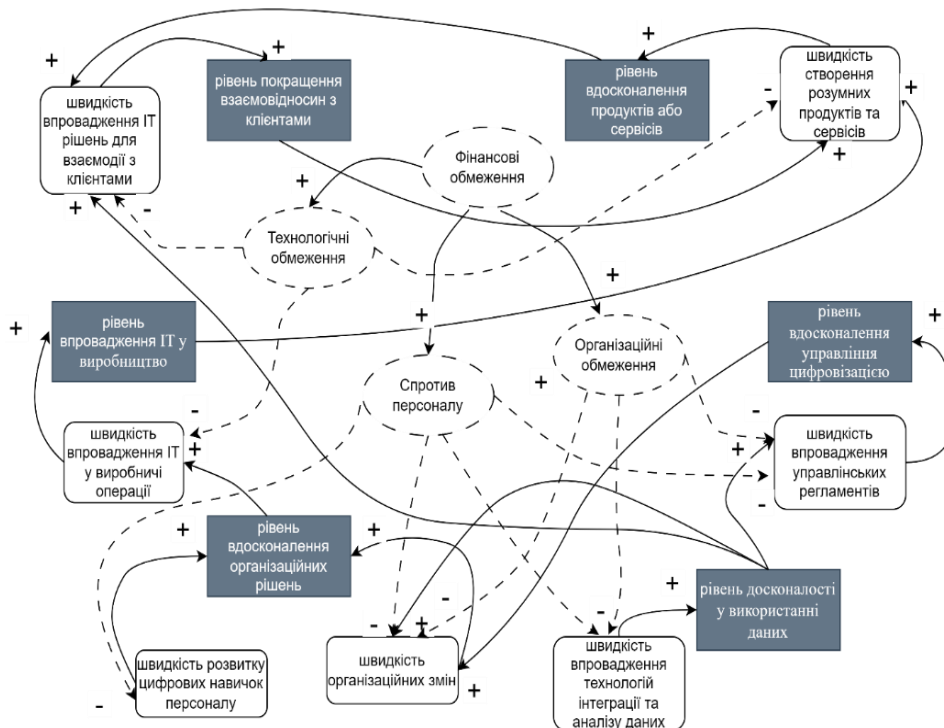 +
+
+
+
рівень покращення
взаємовідносин з
клієнтами
рівень
вдосконалення
продуктів або
сервісів
швидкість
створення
розумних
продуктів та
сервісів
-
+
швидкість
впровадження ІТ
рішень для
взаємодії з
клієнтами
+
Фінансові
обмеження
+
+
-
Технологічні
обмеження
+
+
рівень
впровадження ІТ у
виробництво
+
рівень
вдосконалення
управління
цифровізацією
+
Організаційні
обмеження
+
Спротив
персоналу
-
+
-
+
швидкість
впровадження ІТ
у виробничі
операції
швидкість
впровадження
управлінських
регламентів
-
+
рівень
вдосконалення
організаційних
рішень
+
+
рівень досконалості
у використанні
даних
-
-
+
-
швидкість розвитку
цифрових навичок
персоналу
-
швидкість
організаційних змін
+
швидкість
впровадження
технологій
інтеграції та
аналізу даних